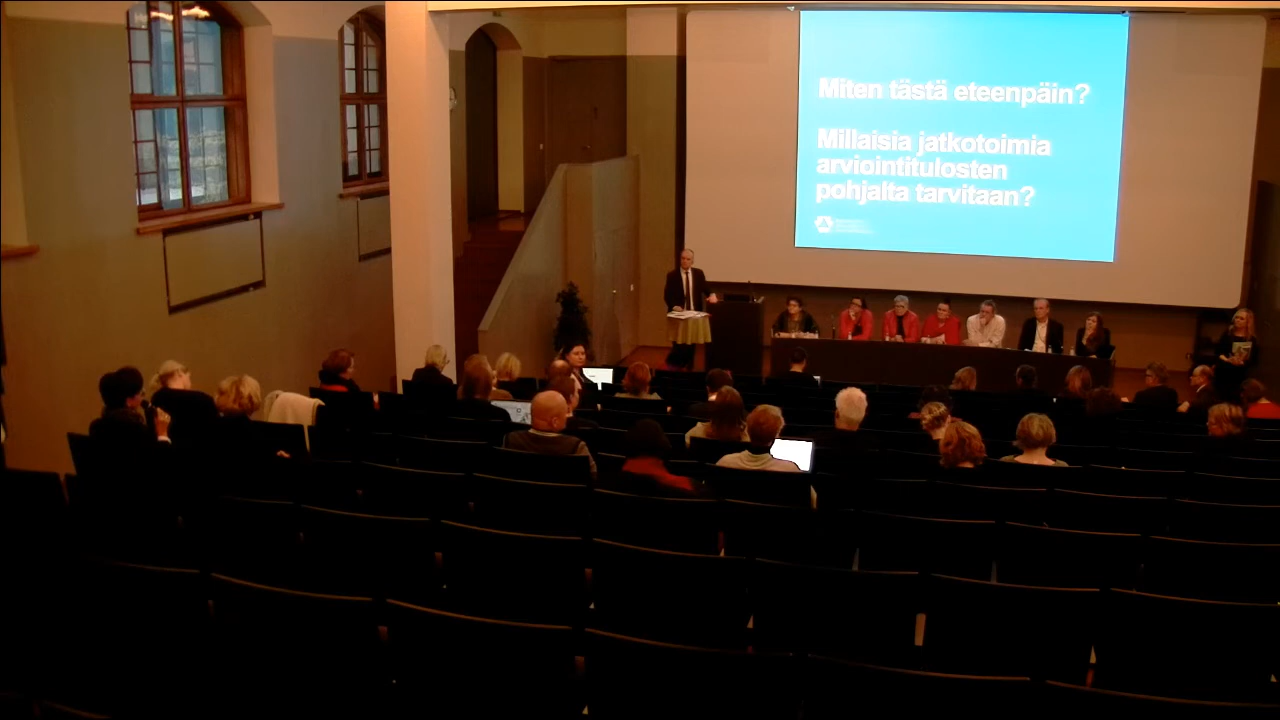 Miten tästä eteenpäin?
Millaisia jatkotoimia
arviointitulosten
pohjalta tarvitaan?